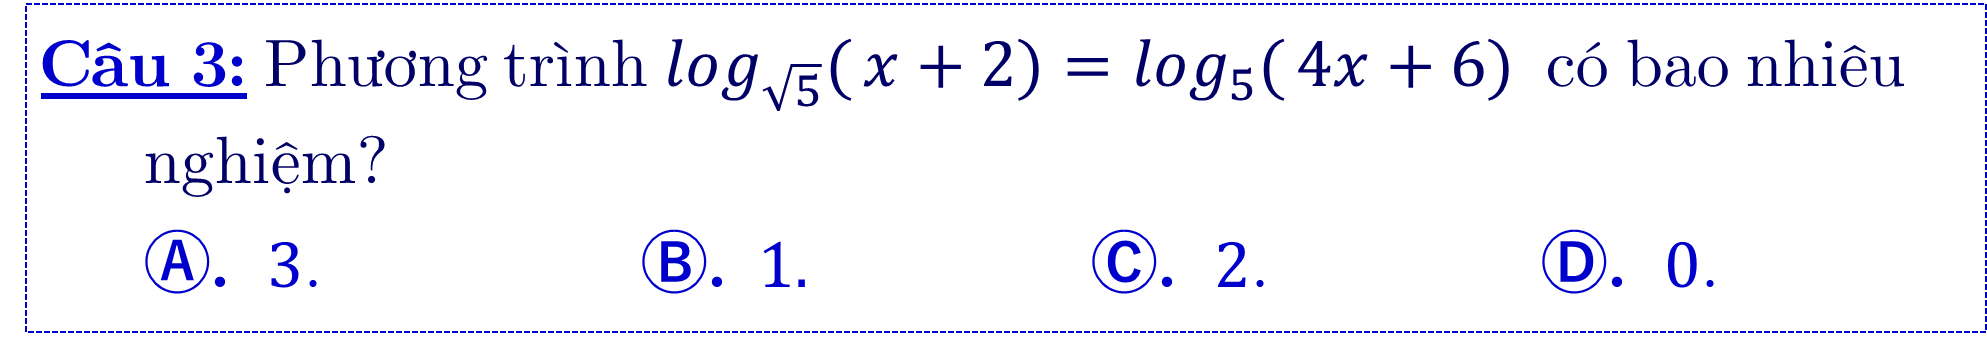 Câu 3: Phương trình log_{√5}(x + 2) = log_5(4x + 6) có bao nhiêu
nghiệm?
Ⓐ. 3. Ⓑ. 1. Ⓒ. 2. Ⓓ. 0.